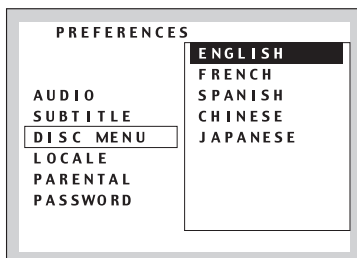 PREFERENCES
AUDIO
SUBTITLE
DISC MENU
LOCALE
PARENTAL
PASSWORD
ENGLISH
FRENCH
SPANISH
CHINESE
JAPANESE